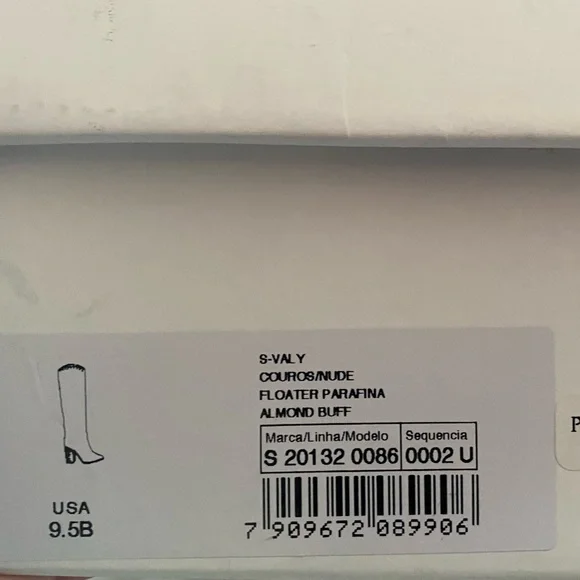 S-VALY
COUROS/NUDE
FLOATER PARAFINA
ALMOND BUFF
Marca/Linha/Modelo Sequencia
S 20132 0086 0002 U
USA
9.5B
7 909672 089906
P